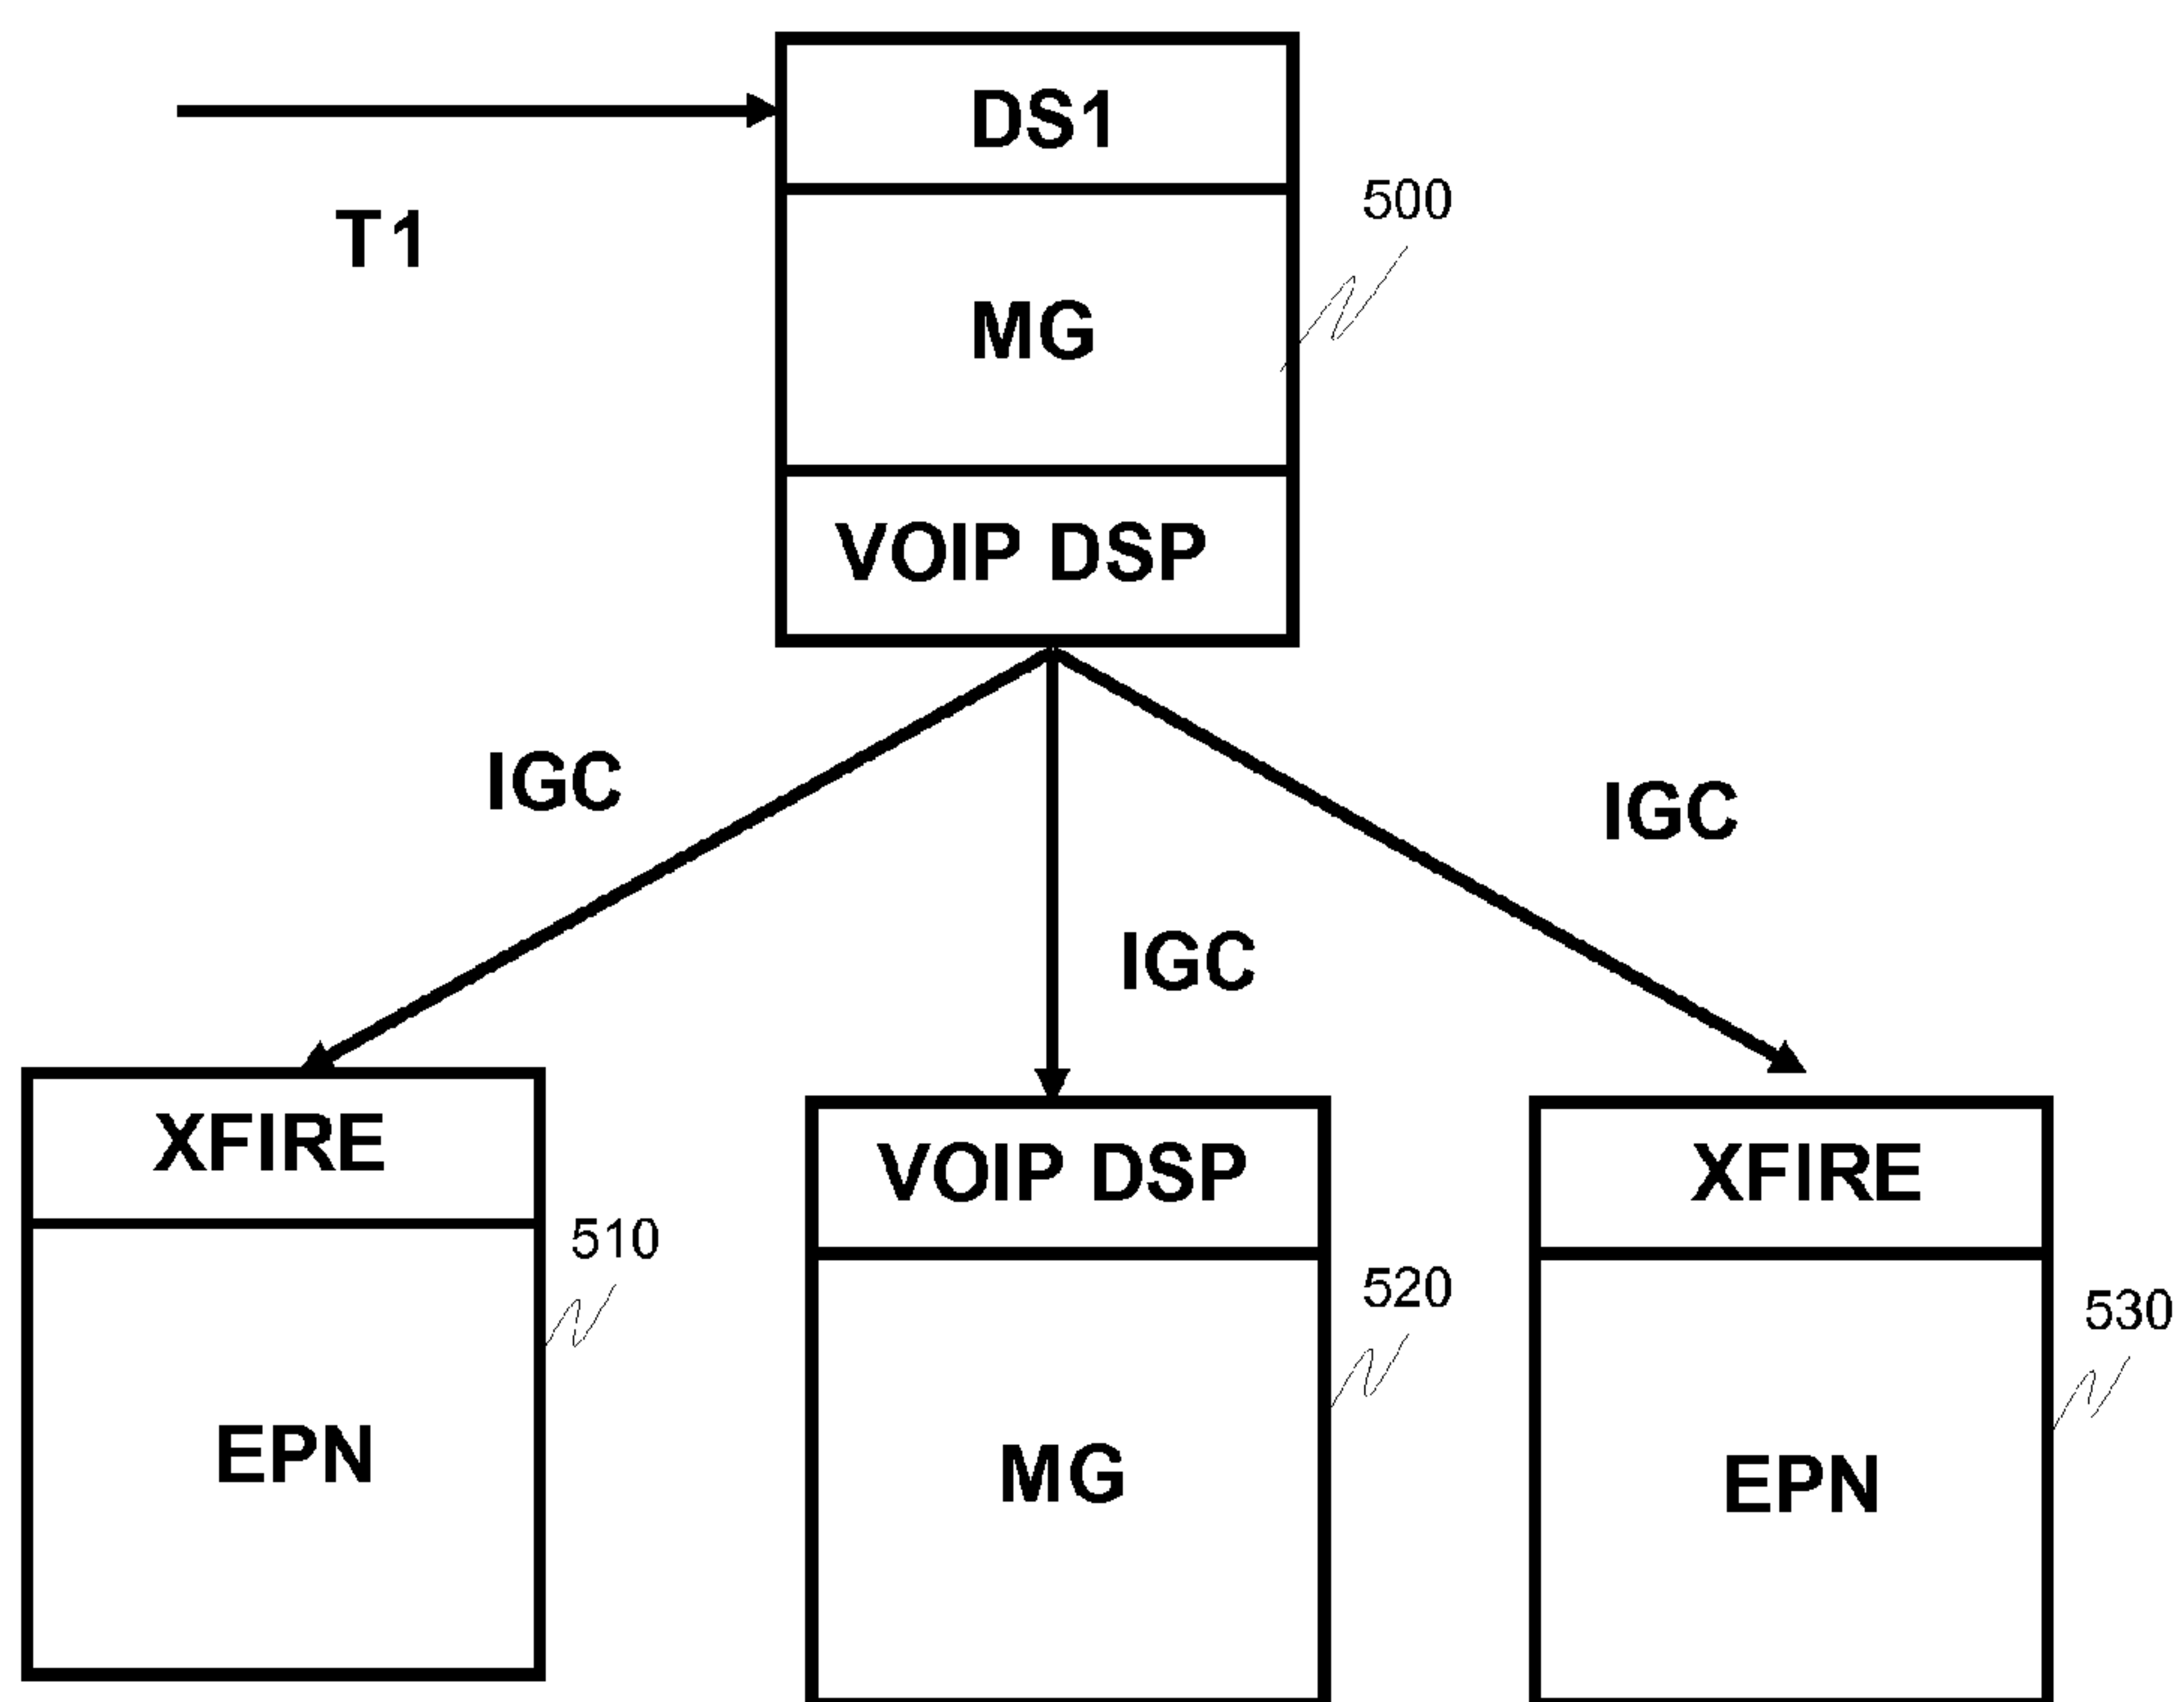 DS1
T1
500
MG
VOIP DSP
IGC
IGC
IGC
XFIRE
510
EPN
VOIP DSP
520
MG
XFIRE
530
EPN